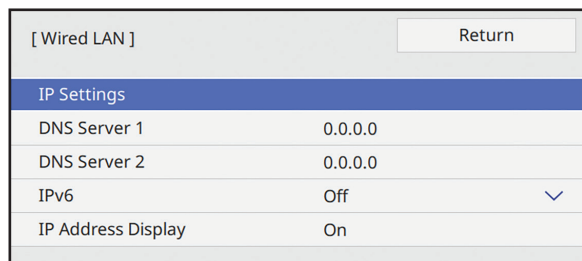 [ Wired LAN ]
Return
IP Settings
DNS Server 1 0.0.0.0
DNS Server 2 0.0.0.0
IPv6 Off
IP Address Display On